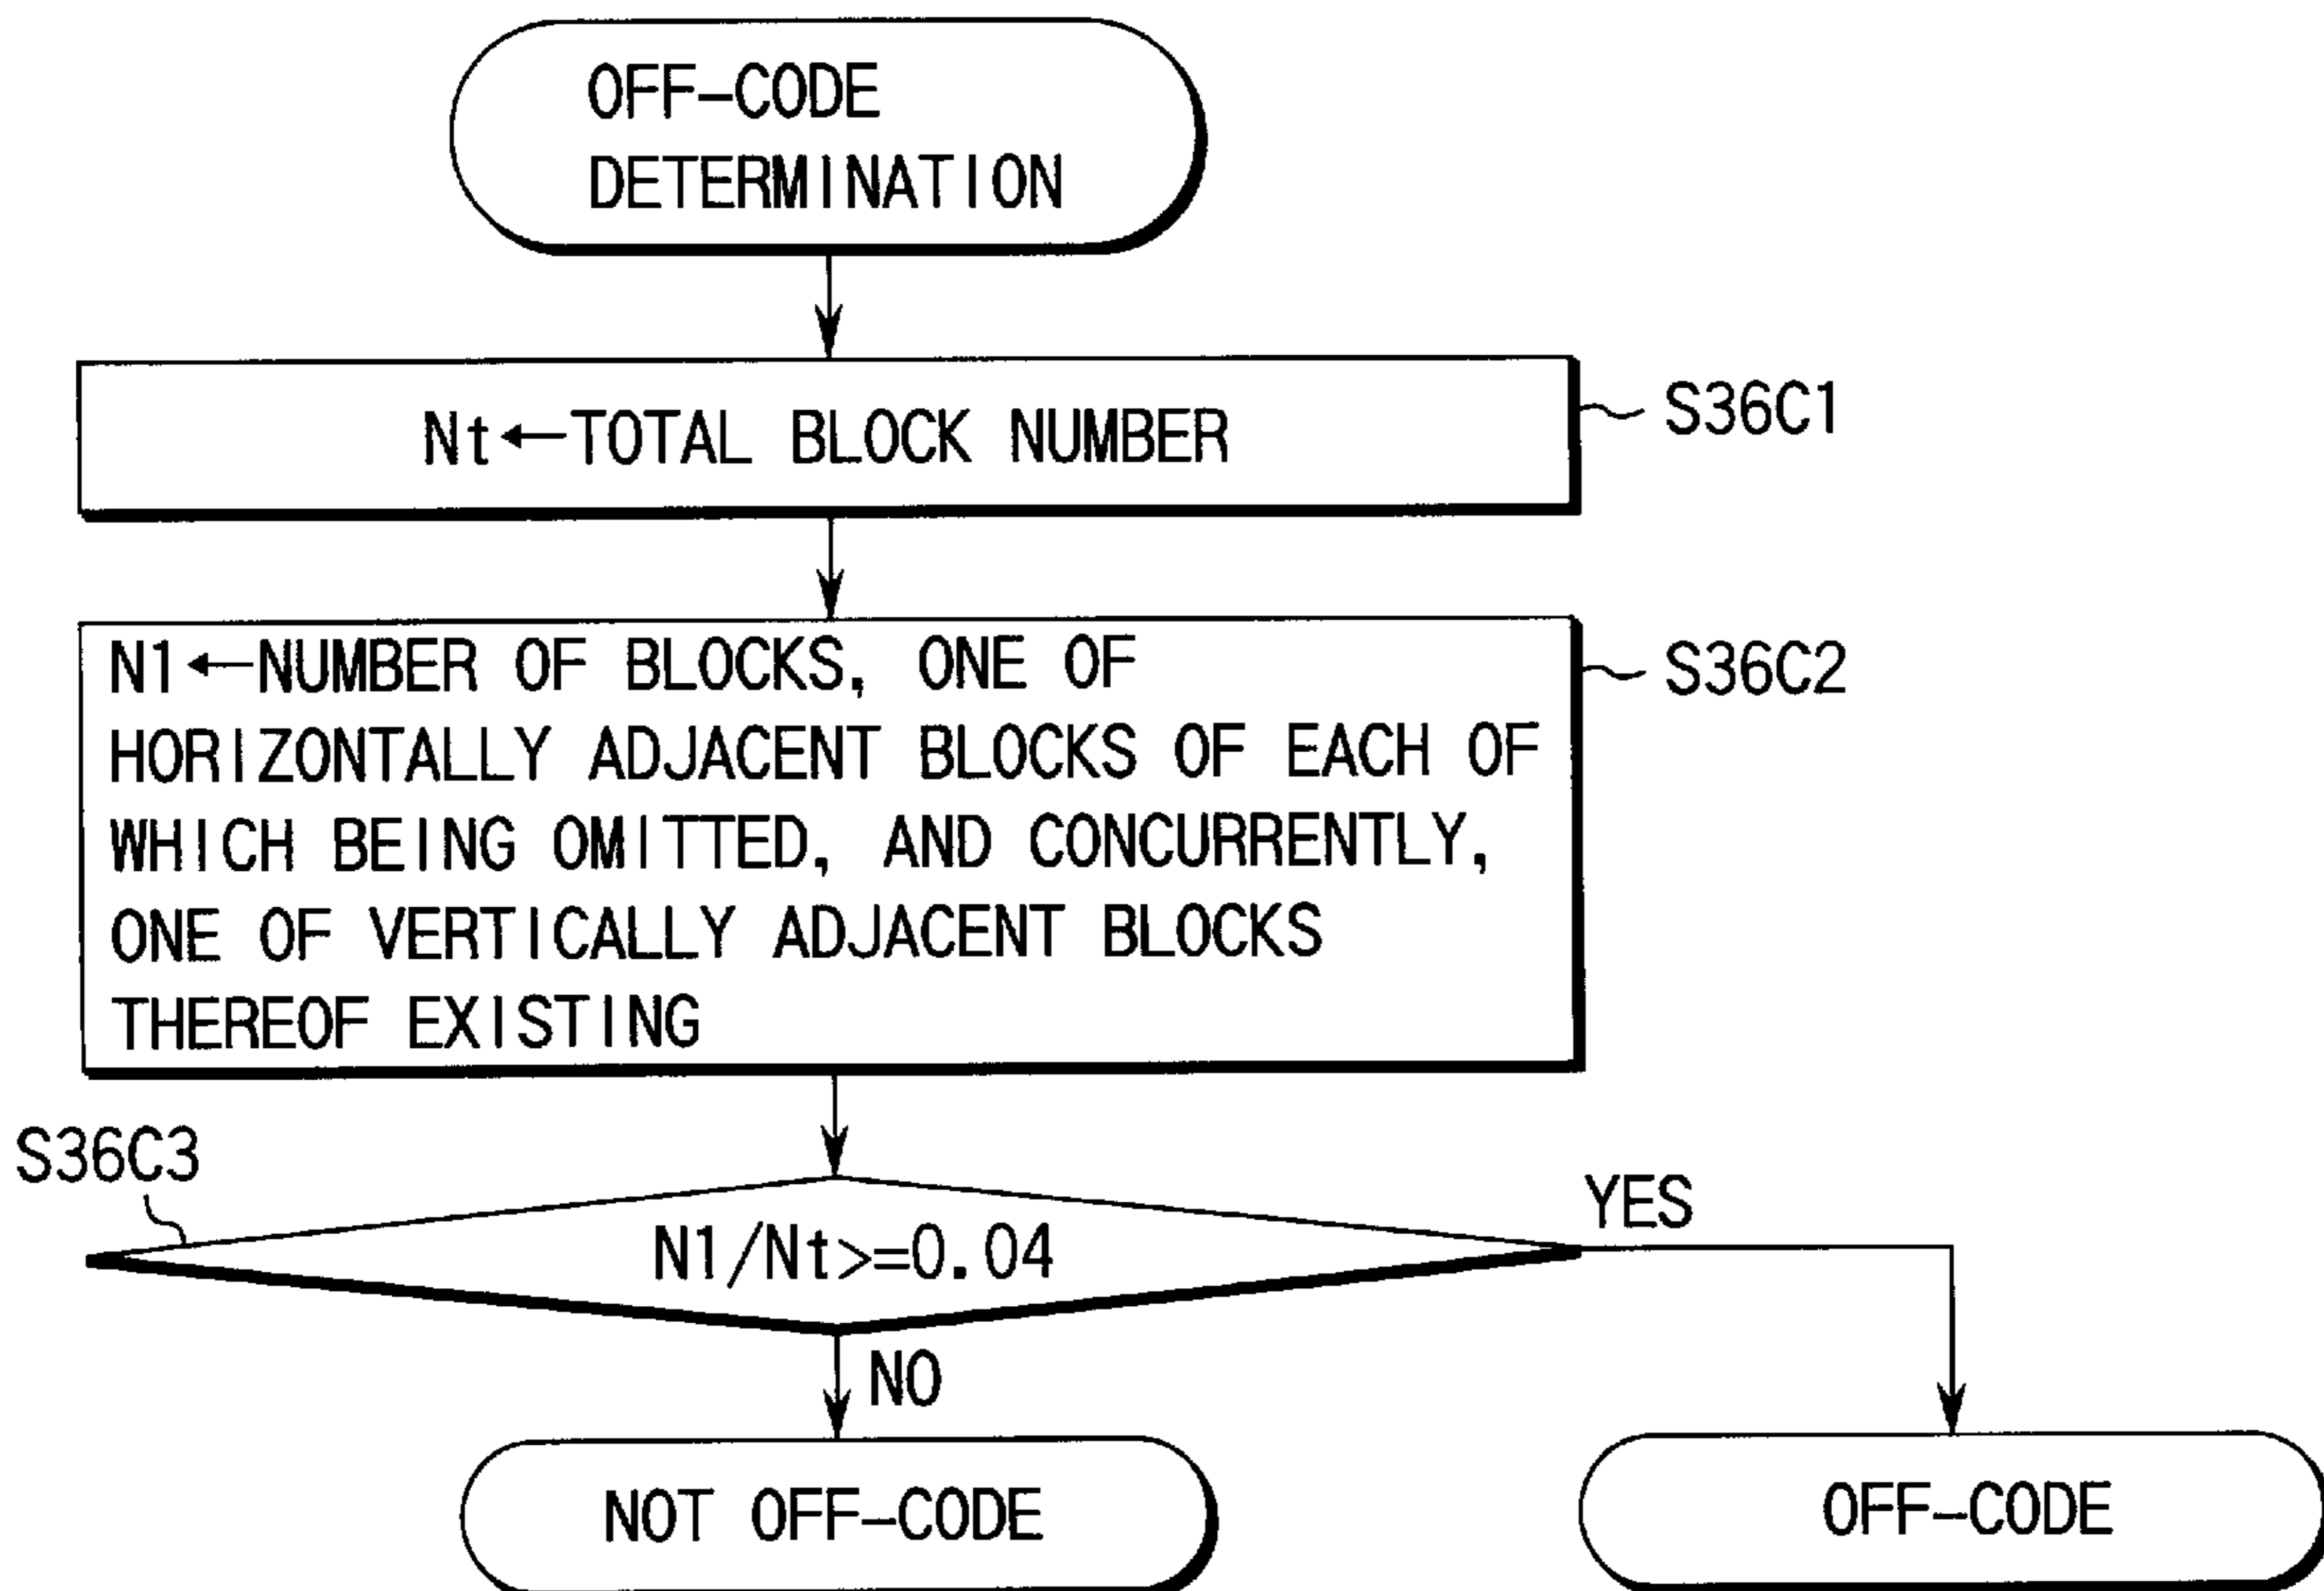 OFF-CODE
DETERMINATION
Nt←TOTAL BLOCK NUMBER
S36C1
N1←NUMBER OF BLOCKS, ONE OF
HORIZONTALLY ADJACENT BLOCKS OF EACH OF
WHICH BEING OMITTED, AND CONCURRENTLY,
ONE OF VERTICALLY ADJACENT BLOCKS
THEREOF EXISTING
S36C2
S36C3
N1/Nt>=0.04
YES
NO
NOT OFF-CODE
OFF-CODE